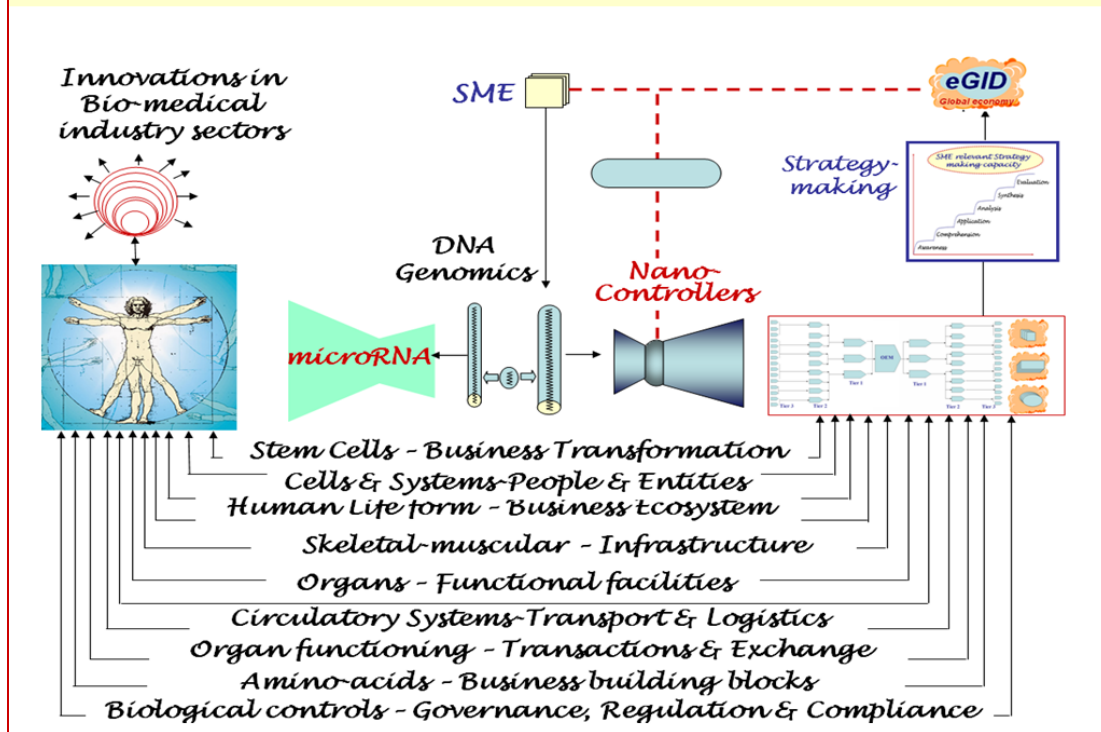 Innovations in
Bio-medical
industry sectors
SME
eGID
Global economy
Strategy-
making
SME relevant Strategy
making capacity
Evaluation
Synthesis
Analysis
Application
Comprehension
Awareness
DNA
Genomics
Nano-
Controllers
microRNA
OEM
Tier 1
Tier 1
Tier 3
Tier 2
Tier 2
Tier 3
Stem Cells - Business Transformation
Cells & Systems-People & Entities
Human Life form - Business Ecosystem
Skeletal-muscular - Infrastructure
Organs - Functional facilities
Circulatory Systems-Transport & Logistics
Organ functioning - Transactions & Exchange
Amino-acids - Business building blocks
Biological controls - Governance, Regulation & Compliance